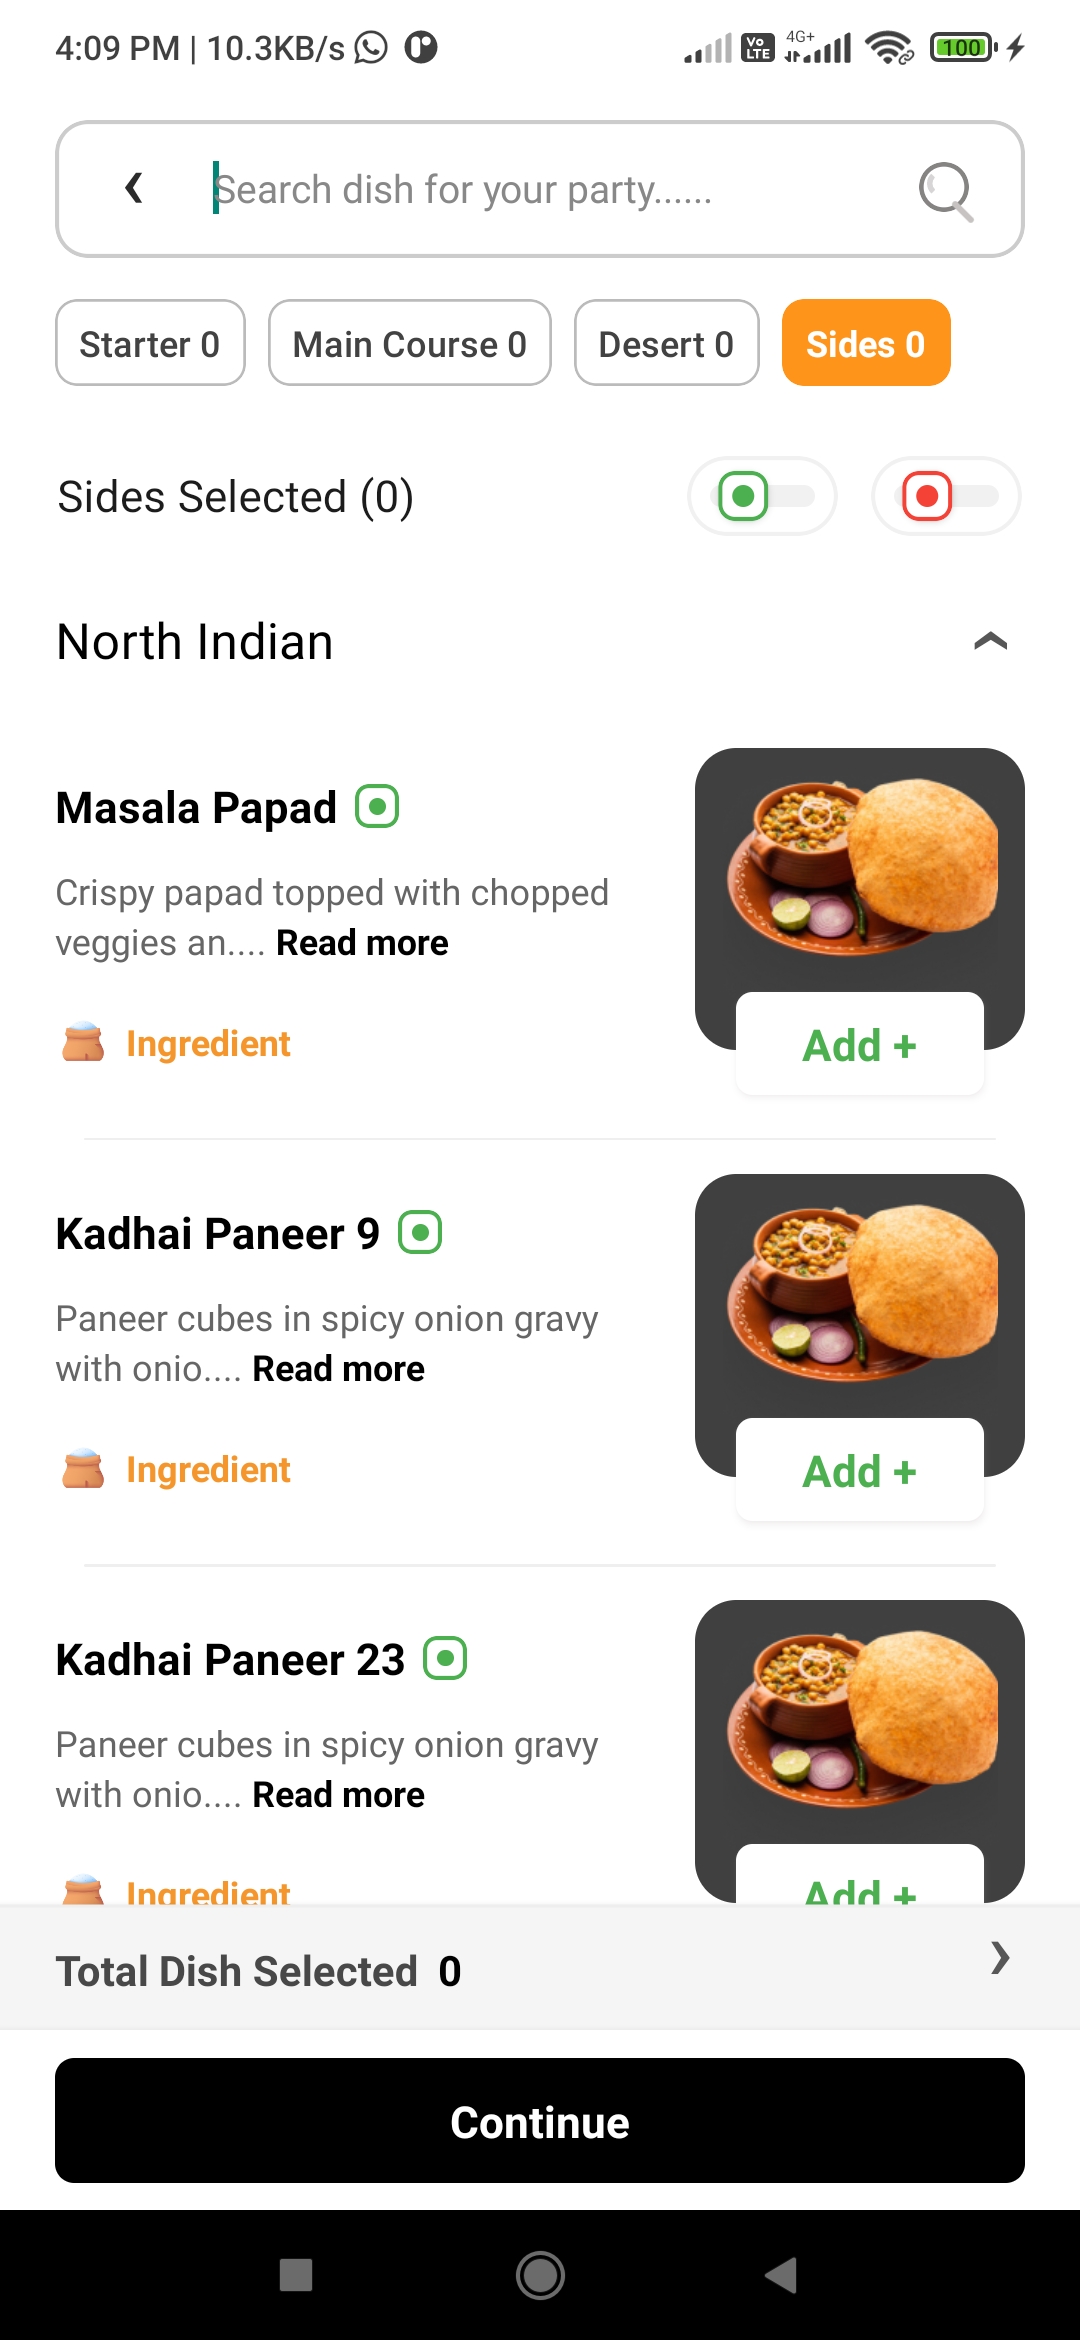 4:09 PM | 10.3KB/s
Vo LTE
4G+
100
Search dish for your party......
Starter 0
Main Course 0
Desert 0
Sides 0
Sides Selected (0)
North Indian
Masala Papad
Crispy papad topped with chopped
veggies an.... Read more
Ingredient
Add +
Kadhai Paneer 9
Paneer cubes in spicy onion gravy
with onio.... Read more
Ingredient
Add +
Kadhai Paneer 23
Paneer cubes in spicy onion gravy
with onio.... Read more
Ingredient
Add +
Total Dish Selected 0
Continue